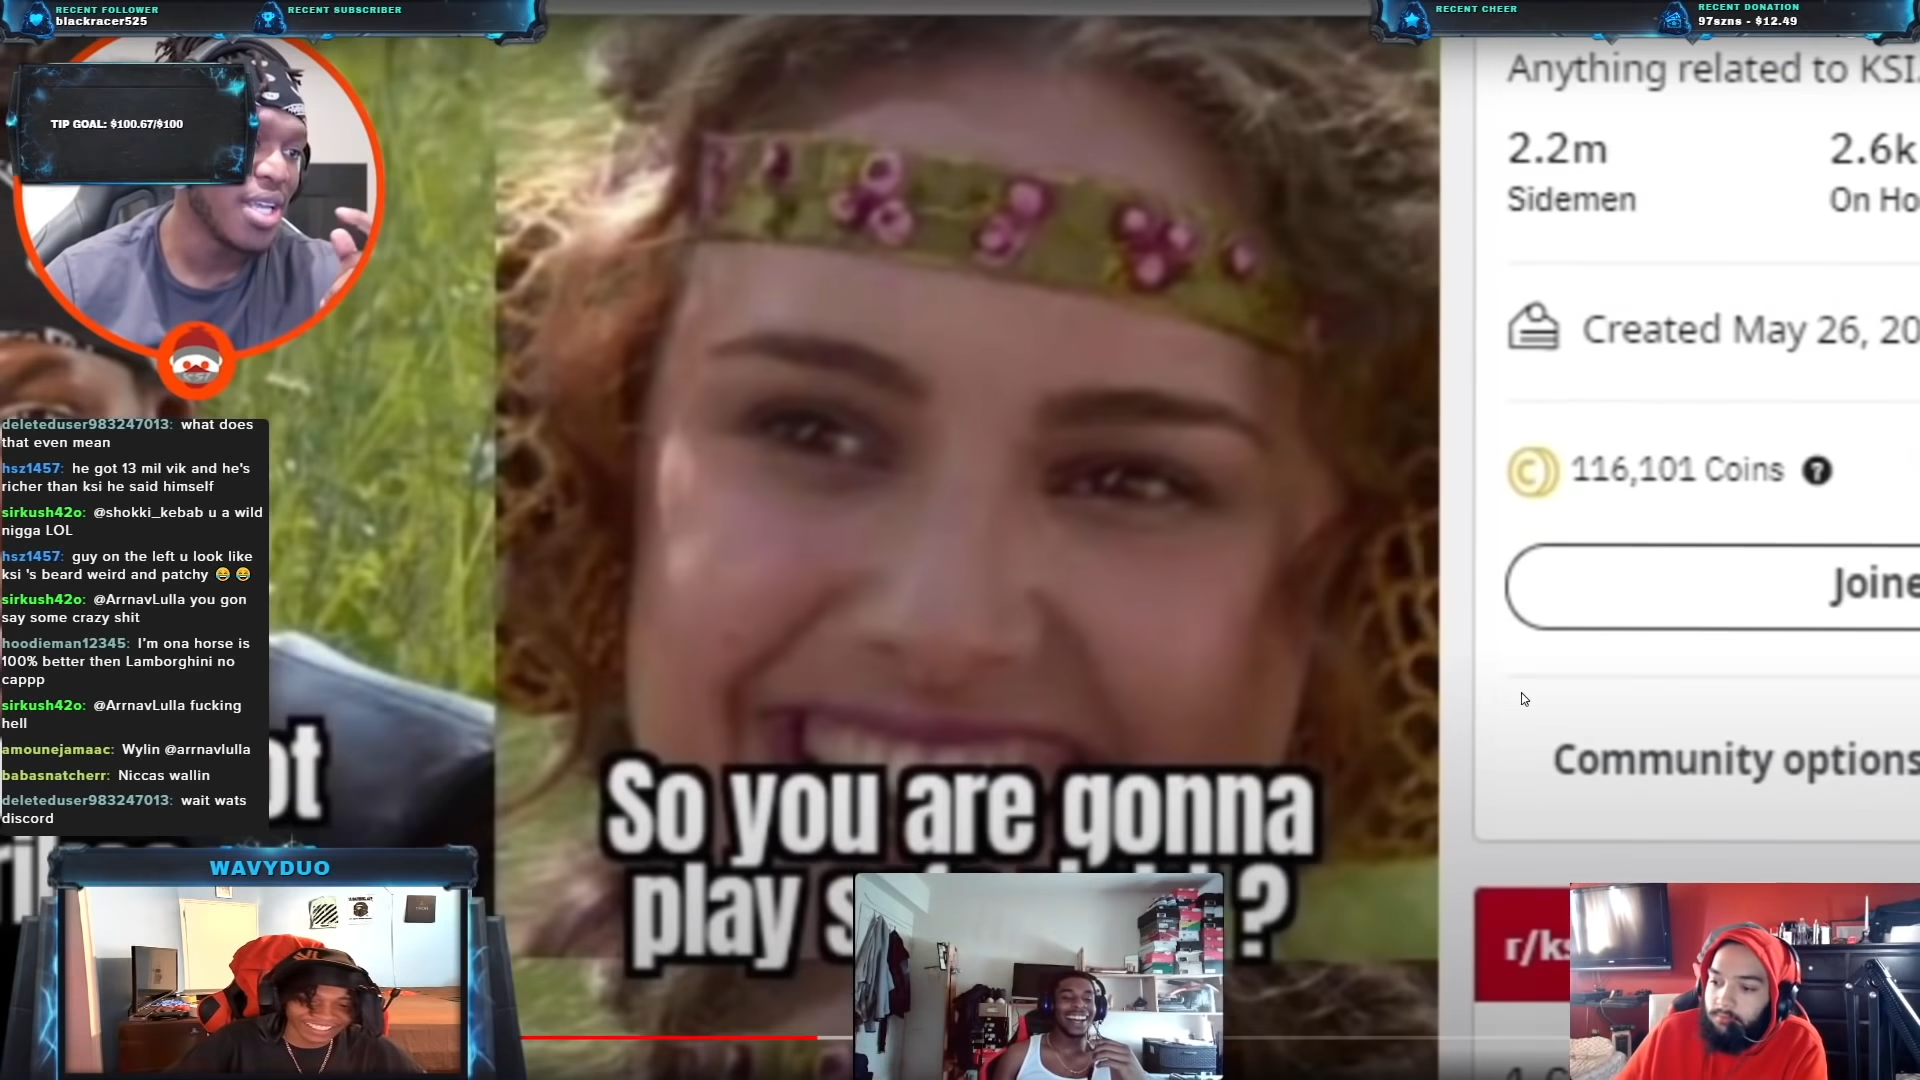 RECENT FOLLOWER
blackracer525
RECENT SUBSCRIBER
RECENT CHEER
RECENT DONATION
97szns - $12.49
TIP GOAL: $100.67/$100
Anything related to KSI.
2.2m
2.6k
Sidemen
On Ho
Created May 26, 20
116,101 Coins ?
Joine
Community options
r/ks
deleteduser983247013: what does
that even mean
hsz1457: he got 13 mil vik and he's
richer than ksi he said himself
sirkush42o: @shokki_kebab u a wild
nigga LOL
hsz1457: guy on the left u look like
ksi 's beard weird and patchy 😂 😂
sirkush42o: @ArrnavLulla you gon
say some crazy shit
hoodieman12345: I'm ona horse is
100% better then Lamborghini no
cappp
sirkush42o: @ArrnavLulla fucking
hell
amounejamaac: Wylin @arrnavlulla
babasnatcherr: Niccas wallin
deleteduser983247013: wait wats
discord
ot
So you are gonna
play s ?
WAVYDUO